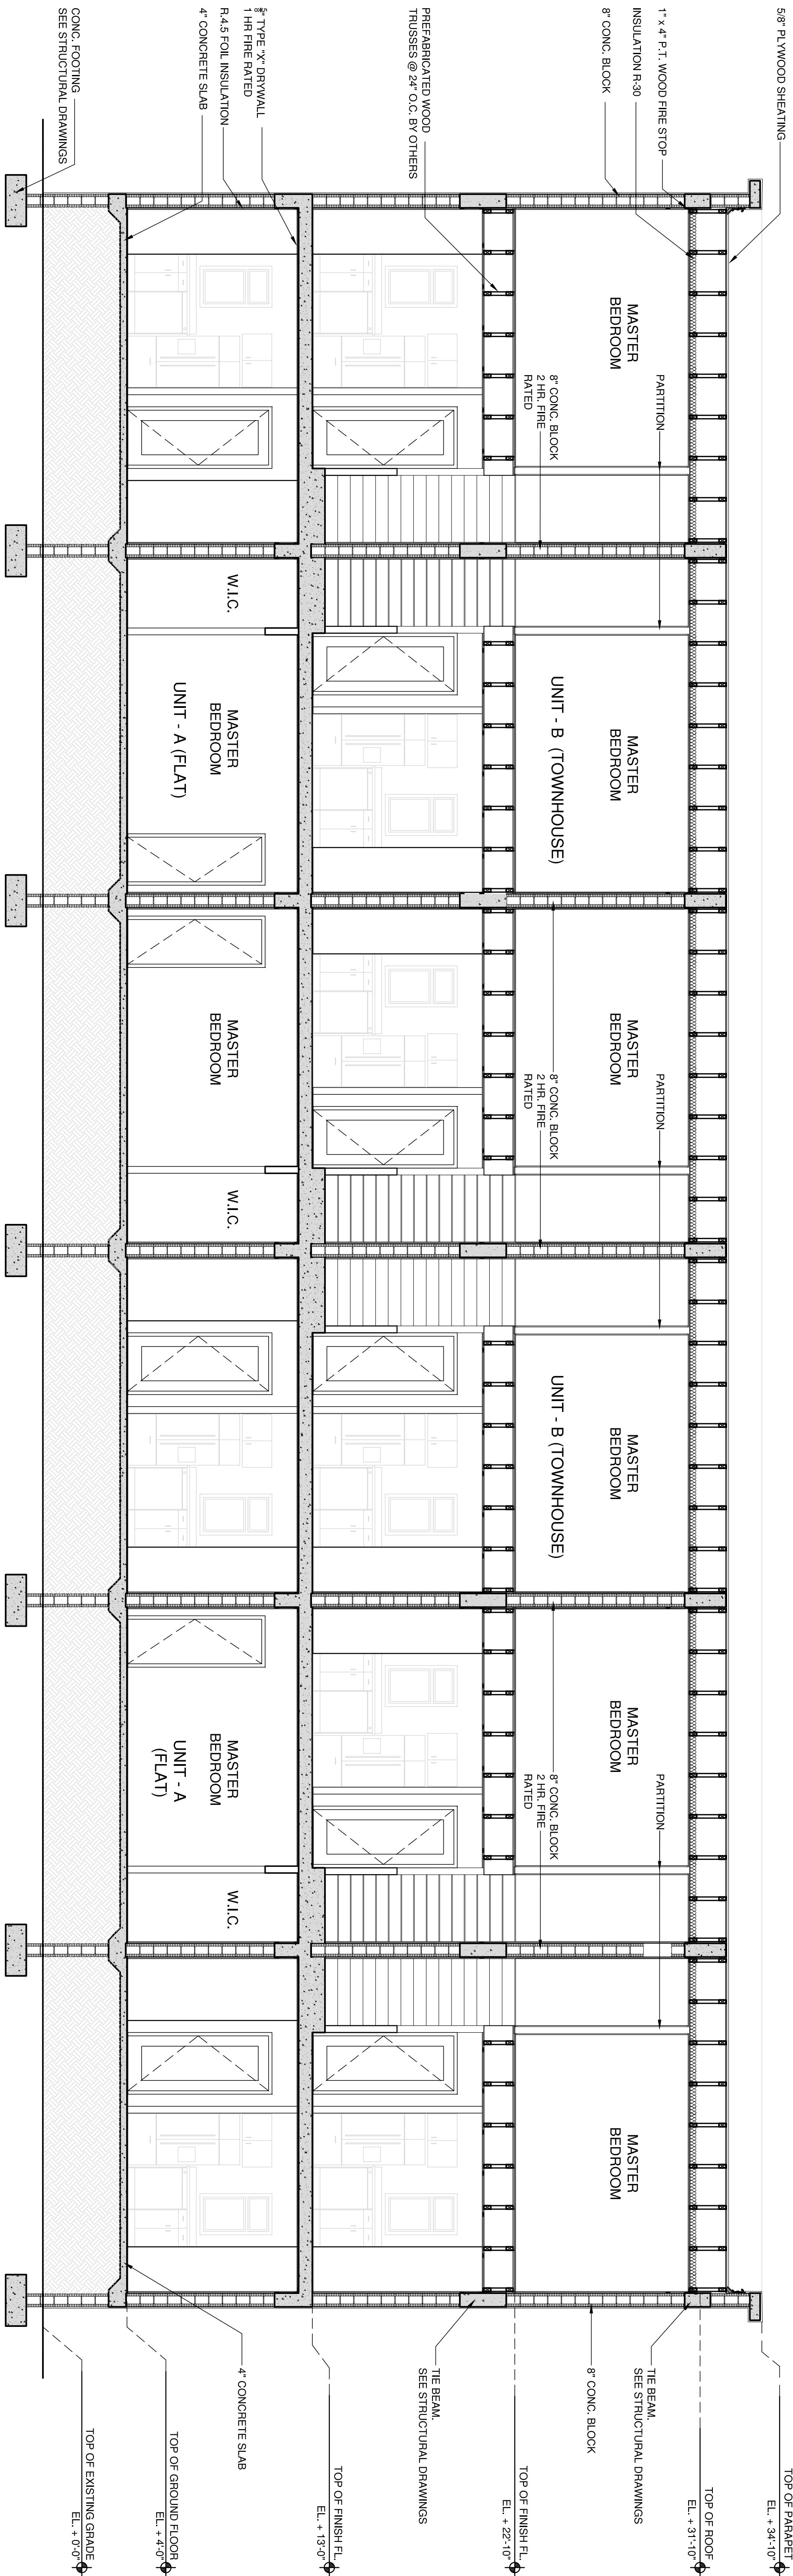 5/8" PLYWOOD SHEATING
1" x 4" P.T. WOOD FIRE STOP
INSULATION R-30
8" CONC. BLOCK
PREFABRICATED WOOD
TRUSSES @ 24" O.C. BY OTHERS
5/8" TYPE "X" DRYWALL
1 HR FIRE RATED
R.4.5 FOIL INSULATION
4" CONCRETE SLAB
CONC. FOOTING
SEE STRUCTURAL DRAWINGS
MASTER
BEDROOM
PARTITION
8" CONC. BLOCK
2 HR. FIRE
RATED
MASTER
BEDROOM
UNIT - B (TOWNHOUSE)
W.I.C.
MASTER
BEDROOM
UNIT - A (FLAT)
MASTER
BEDROOM
PARTITION
8" CONC. BLOCK
2 HR. FIRE
RATED
MASTER
BEDROOM
W.I.C.
MASTER
BEDROOM
UNIT - B (TOWNHOUSE)
MASTER
BEDROOM
PARTITION
8" CONC. BLOCK
2 HR. FIRE
RATED
MASTER
BEDROOM
UNIT - A
(FLAT)
W.I.C.
MASTER
BEDROOM
TOP OF PARAPET
EL. + 34'-10"
TOP OF ROOF
EL. + 31'-10"
TIE BEAM.
SEE STRUCTURAL DRAWINGS
8" CONC. BLOCK
TOP OF FINISH FL.
EL. + 22'-10"
TIE BEAM.
SEE STRUCTURAL DRAWINGS
TOP OF FINISH FL.
EL. + 13'-0"
4" CONCRETE SLAB
TOP OF GROUND FLOOR
EL. + 4'-0"
TOP OF EXISTING GRADE
EL. + 0'-0"